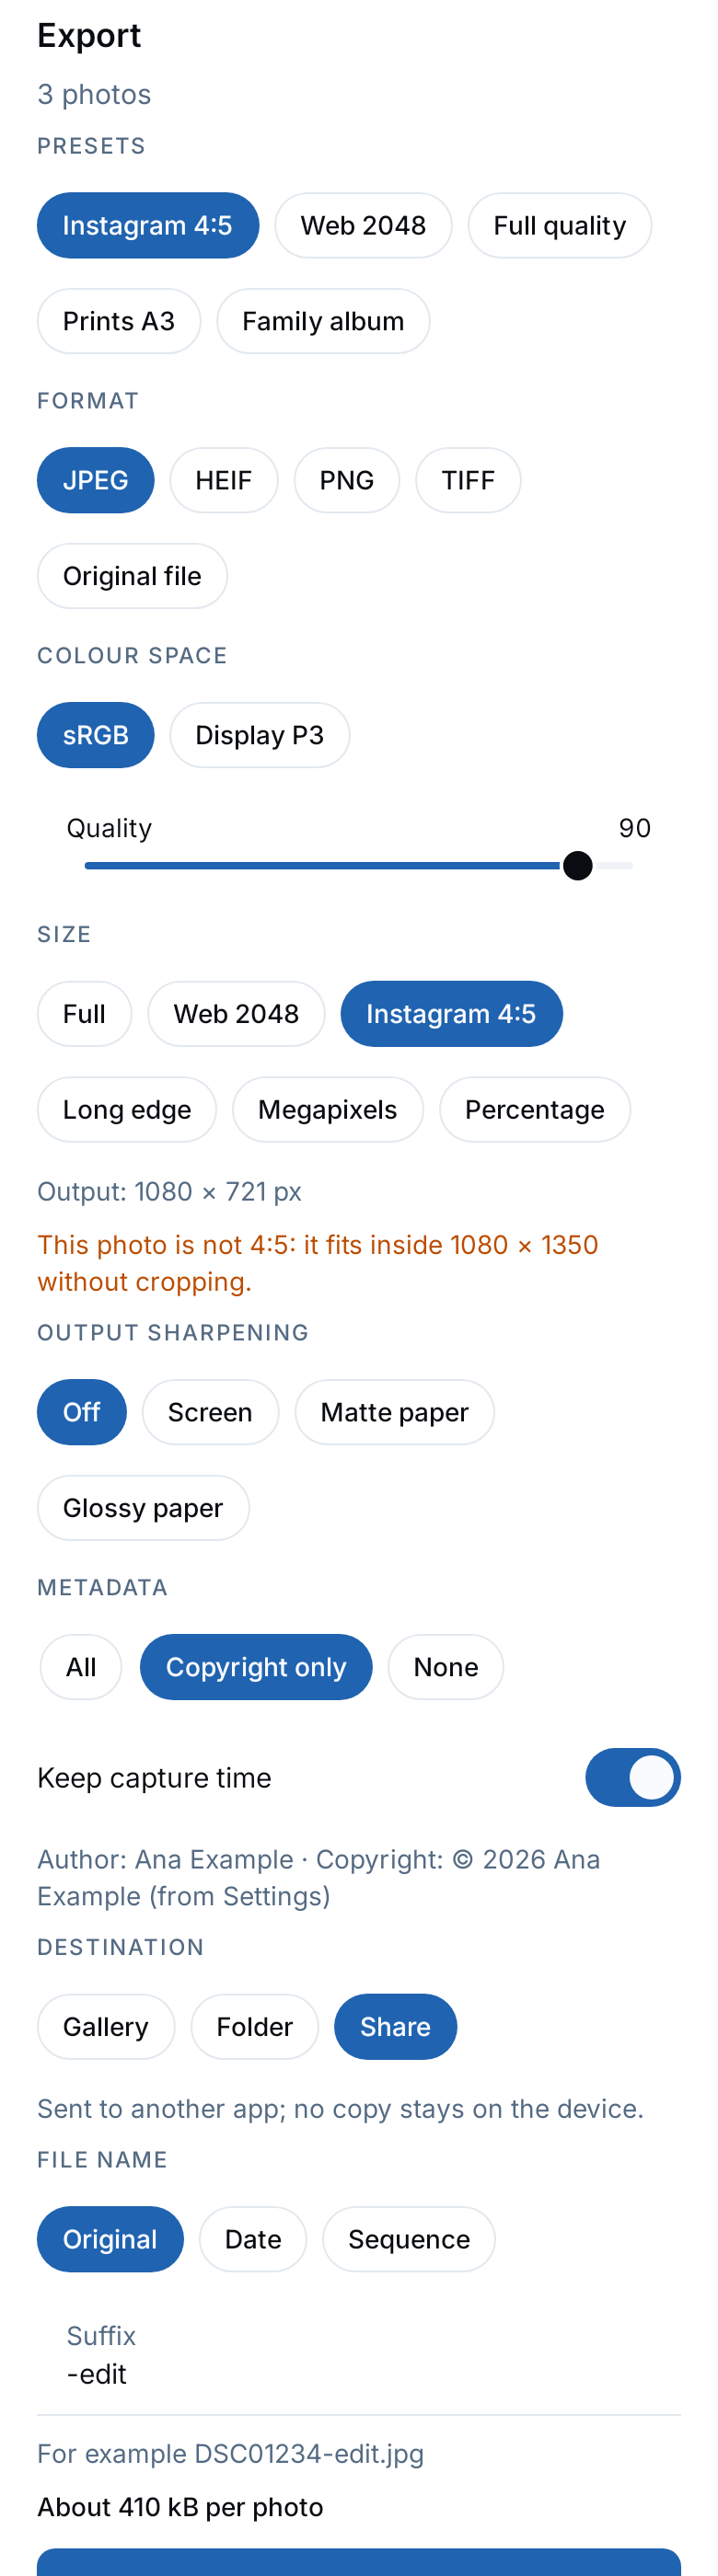 Export
3 photos
PRESETS
Instagram 4:5 Web 2048 Full quality
Prints A3 Family album
FORMAT
JPEG HEIF PNG TIFF
Original file
COLOUR SPACE
sRGB Display P3
Quality 90
SIZE
Full Web 2048 Instagram 4:5
Long edge Megapixels Percentage
Output: 1080 × 721 px
This photo is not 4:5: it fits inside 1080 × 1350
without cropping.
OUTPUT SHARPENING
Off Screen Matte paper
Glossy paper
METADATA
All Copyright only None
Keep capture time
Author: Ana Example · Copyright: © 2026 Ana
Example (from Settings)
DESTINATION
Gallery Folder Share
Sent to another app; no copy stays on the device.
FILE NAME
Original Date Sequence
Suffix
-edit
For example DSC01234-edit.jpg
About 410 kB per photo